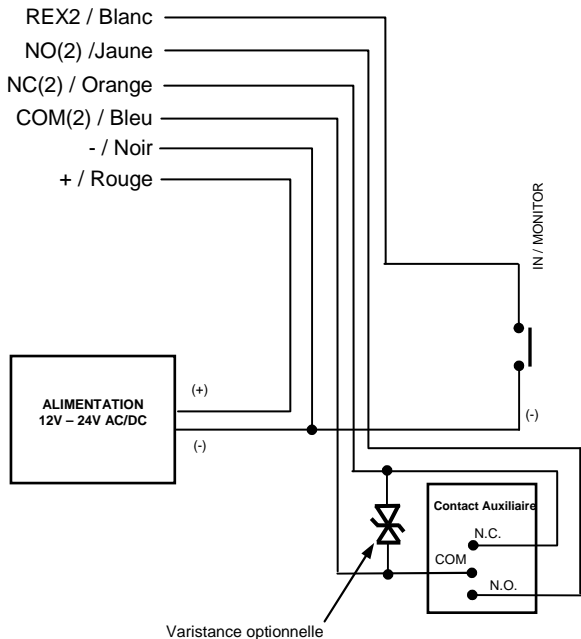 REX2 / Blanc
NO(2) /Jaune
NC(2) / Orange
COM(2) / Bleu
- / Noir
+ / Rouge
IN / MONITOR
ALIMENTATION
12V – 24V AC/DC
(+)
(-)
(-)
Contact Auxiliaire
N.C.
COM
N.O.
Varistance optionnelle